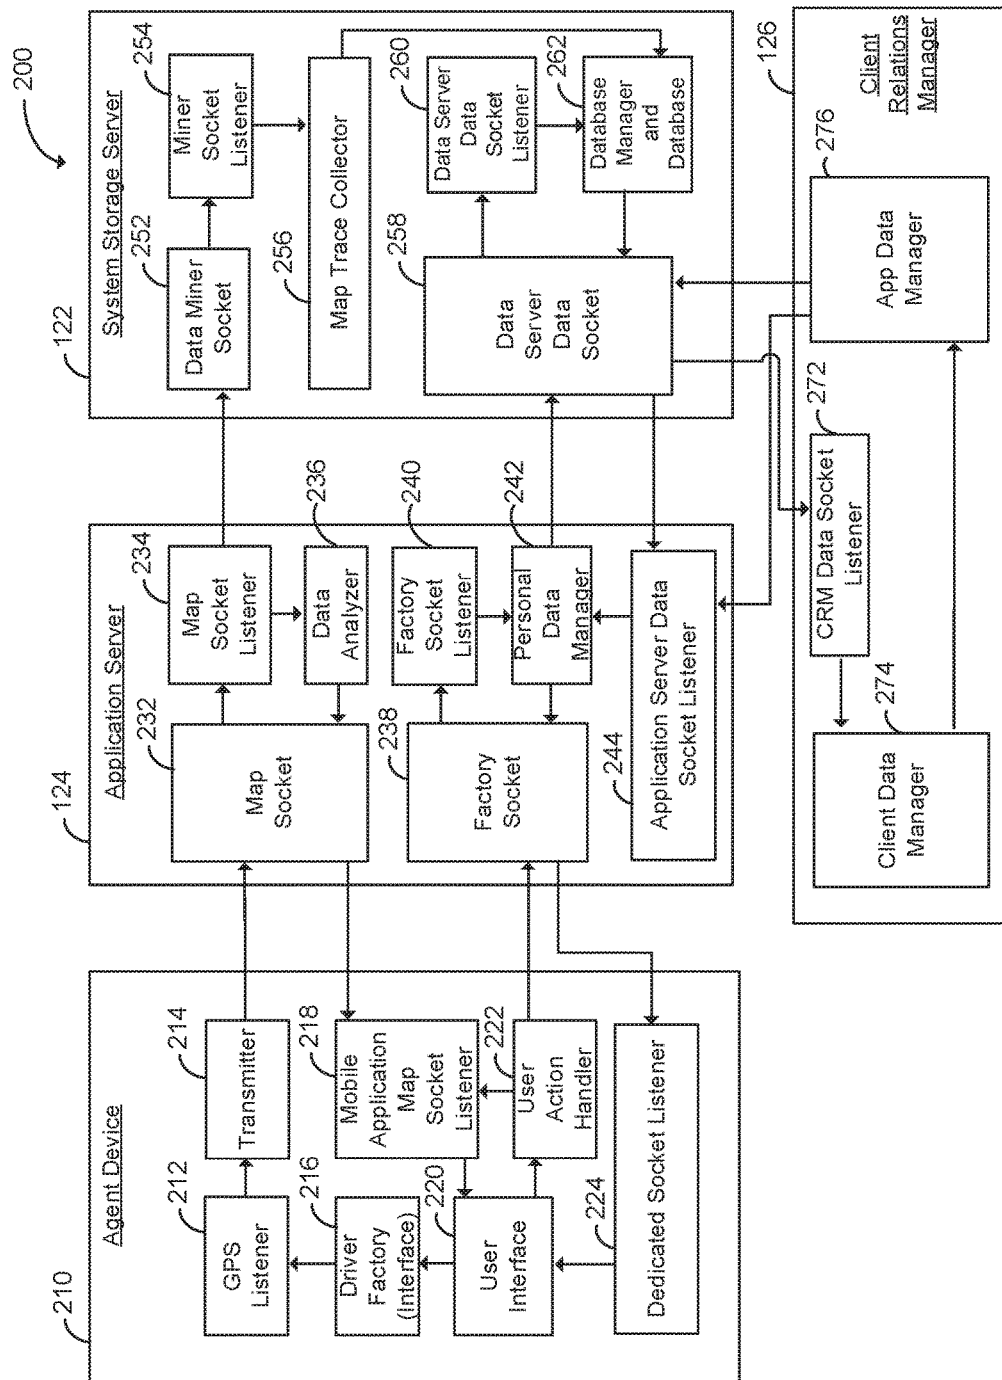 200
210
Agent Device
212
GPS
Listener
214
Transmitter
216
Driver
Factory
(Interface)
218
Mobile
Application
Map
Socket
Listener
220
User
Interface
222
User
Action
Handler
224
Dedicated Socket Listener
124
Application Server
232
Map
Socket
234
Map
Socket
Listener
236
Data
Analyzer
238
Factory
Socket
240
Factory
Socket
Listener
242
Personal
Data
Manager
244
Application Server Data
Socket Listener
122
System Storage Server
252
Data Miner
Socket
254
Miner
Socket
Listener
256
Map Trace Collector
258
Data
Server
Data
Socket
260
Data Server
Data
Socket
Listener
262
Database
Manager
and
Database
126
Client
Relations
Manager
272
CRM Data Socket
Listener
274
Client Data
Manager
276
App Data
Manager